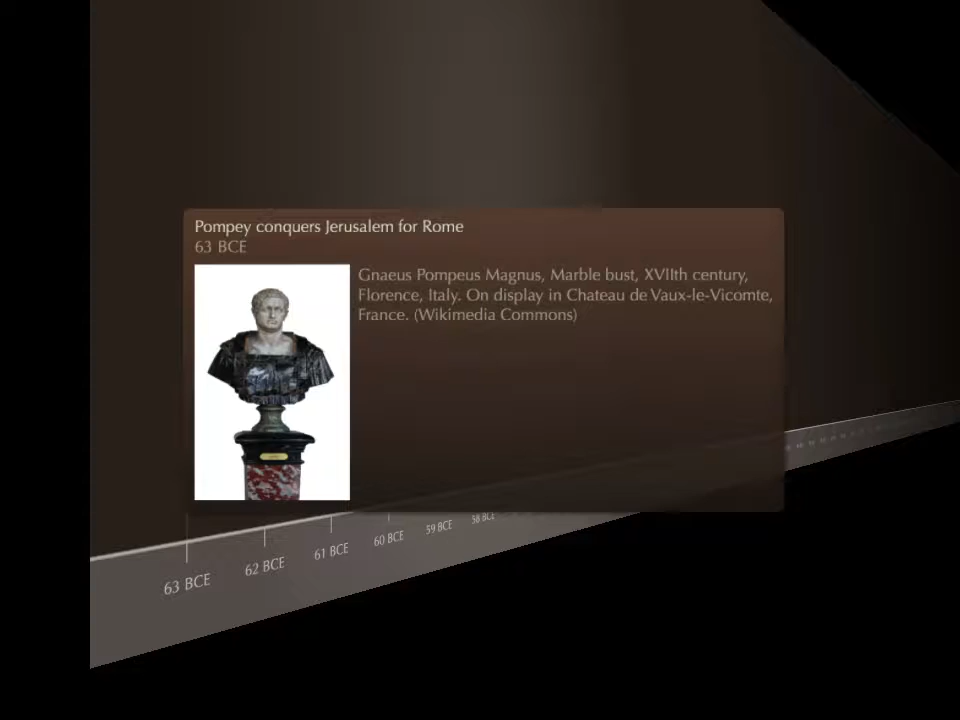 Pompey conquers Jerusalem for Rome
63 BCE
Gnaeus Pompeus Magnus, Marble bust, XVIIth century,
Florence, Italy. On display in Chateau de Vaux-le-Vicomte,
France. (Wikimedia Commons)
63 BCE
62 BCE
61 BCE
60 BCE
59 BCE
58 BCE